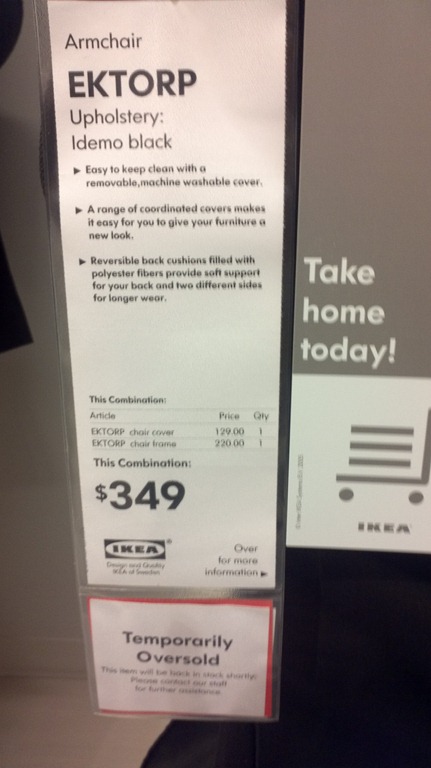 Armchair
EKTORP
Upholstery:
Idemo black
► Easy to keep clean with a
removable,machine washable cover.
► A range of coordinated covers makes
it easy for you to give your furniture a
new look.
► Reversible back cushions filled with
polyester fibers provide soft support
for your back and two different sides
for longer wear.
This Combination:
Article Price Qty
EKTORP chair cover 129.00 1
EKTORP chair frame 220.00 1
This Combination:
$349
IKEA®
Design and Quality
IKEA of Sweden
Over
for more
information ►
Temporarily
Oversold
This item will be back in stock shortly;
Please contact our staff
for further assistance
Take
home
today!
IKEA